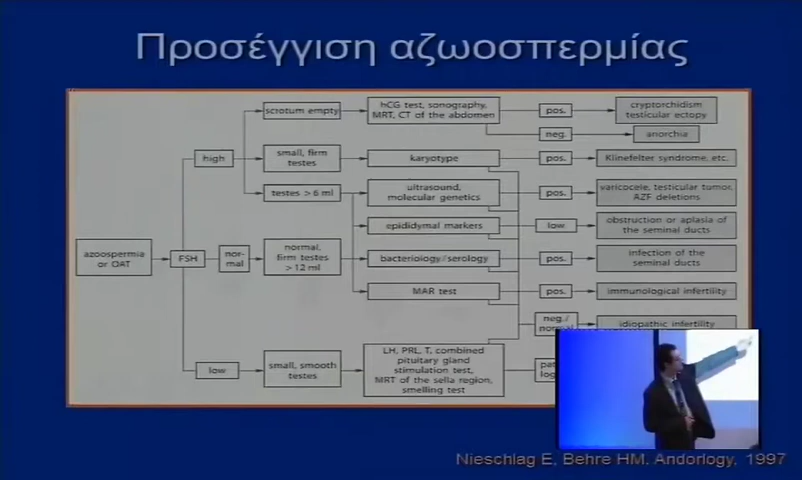 Προσέγγιση αζωοσπερμίας
scrotum empty
hCG test, sonography,
MRT, CT of the abdomen
pos.
cryptorchidism
testicular ectopy
neg.
anorchia
high
small, firm
testes
karyotype
pos.
Klinefelter syndrome, etc.
testes > 6 ml
ultrasound,
molecular genetics
pos.
varicocele, testicular tumor,
AZF deletions
epididymal markers
low
obstruction or aplasia of
the seminal ducts
azoospermia
or OAT
FSH
nor-
mal
normal,
firm testes
> 12 ml
bacteriology/serology
pos.
infection of the
seminal ducts
MAR test
pos.
immunological infertility
neg./
idiopathic infertility
low
small, smooth
testes
LH, PRL, T, combined
pituitary gland
stimulation test,
MRT of the sella region,
smelling test
Nieschlag E, Behre HM, Andorlogy, 1997